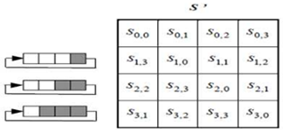 S'
S0,0 S0,1 S0,2 S0,3
S1,3 S1,0 S1,1 S1,2
S2,2 S2,3 S2,0 S2,1
S3,1 S3,2 S3,3 S3,0